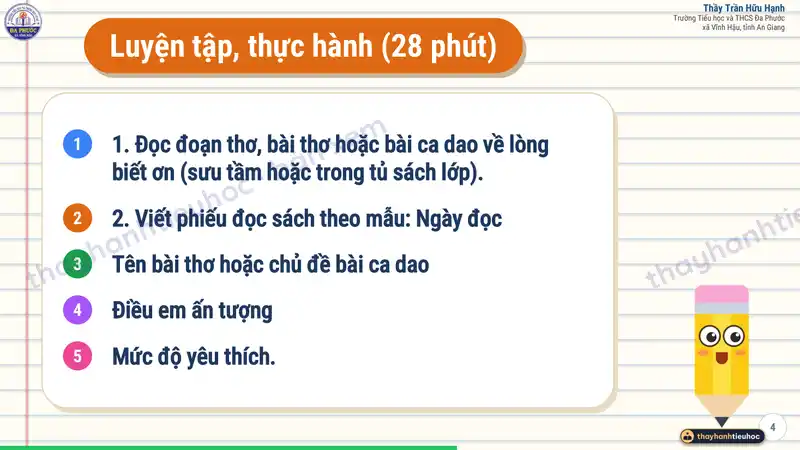 ĐA PHƯỚC
Thầy Trần Hữu Hạnh
Trường Tiểu học và THCS Đa Phước
xã Vĩnh Hậu, tỉnh An Giang
Luyện tập, thực hành (28 phút)
1
1. Đọc đoạn thơ, bài thơ hoặc bài ca dao về lòng
biết ơn (sưu tầm hoặc trong tủ sách lớp).
2
2. Viết phiếu đọc sách theo mẫu: Ngày đọc
3
Tên bài thơ hoặc chủ đề bài ca dao
4
Điều em ấn tượng
5
Mức độ yêu thích.
thayhanhtieuhoc
4